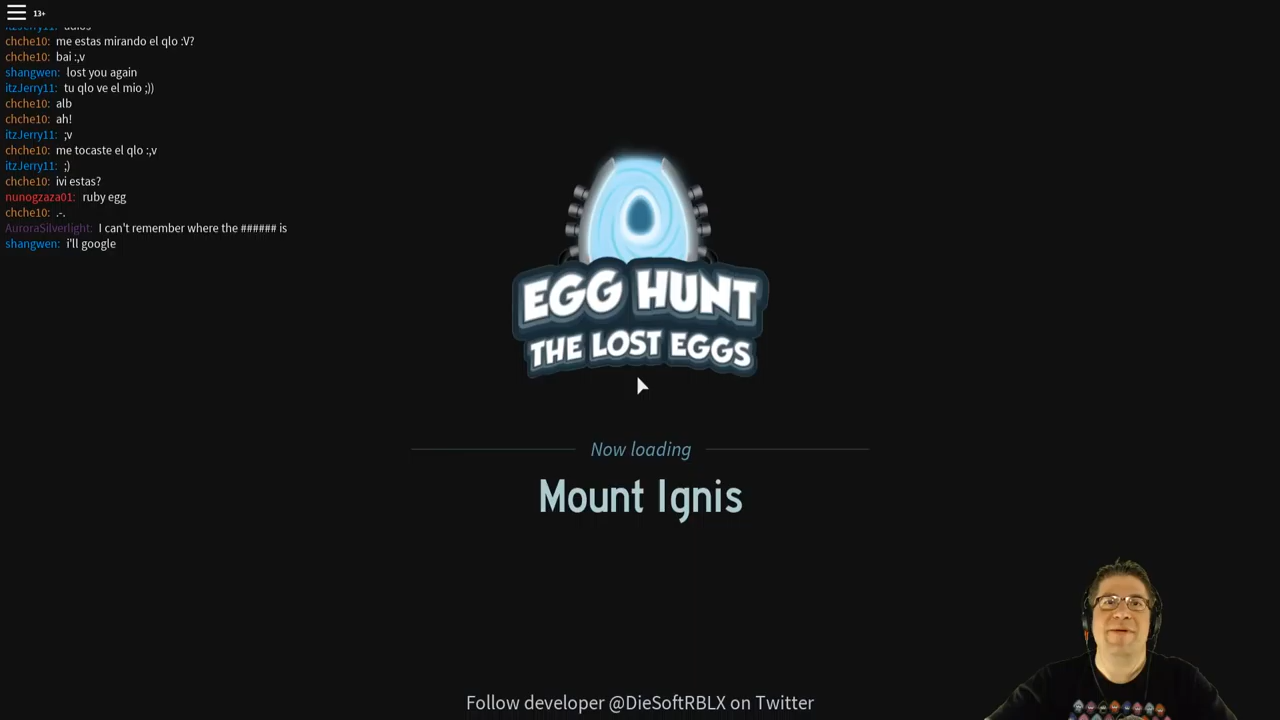 13+
itzJerry11: adios
chche10: me estas mirando el qlo :V?
chche10: bai :,v
shangwen: lost you again
itzJerry11: tu qlo ve el mio ;))
chche10: alb
chche10: ah!
itzJerry11: ;v
chche10: me tocaste el qlo :,v
itzJerry11: ;)
chche10: ivi estas?
nunogzaza01: ruby egg
chche10: .-.
AuroraSilverlight: I can't remember where the ###### is
shangwen: i'll google
EGG HUNT
THE LOST EGGS
Now loading
Mount Ignis
Follow developer @DieSoftRBLX on Twitter